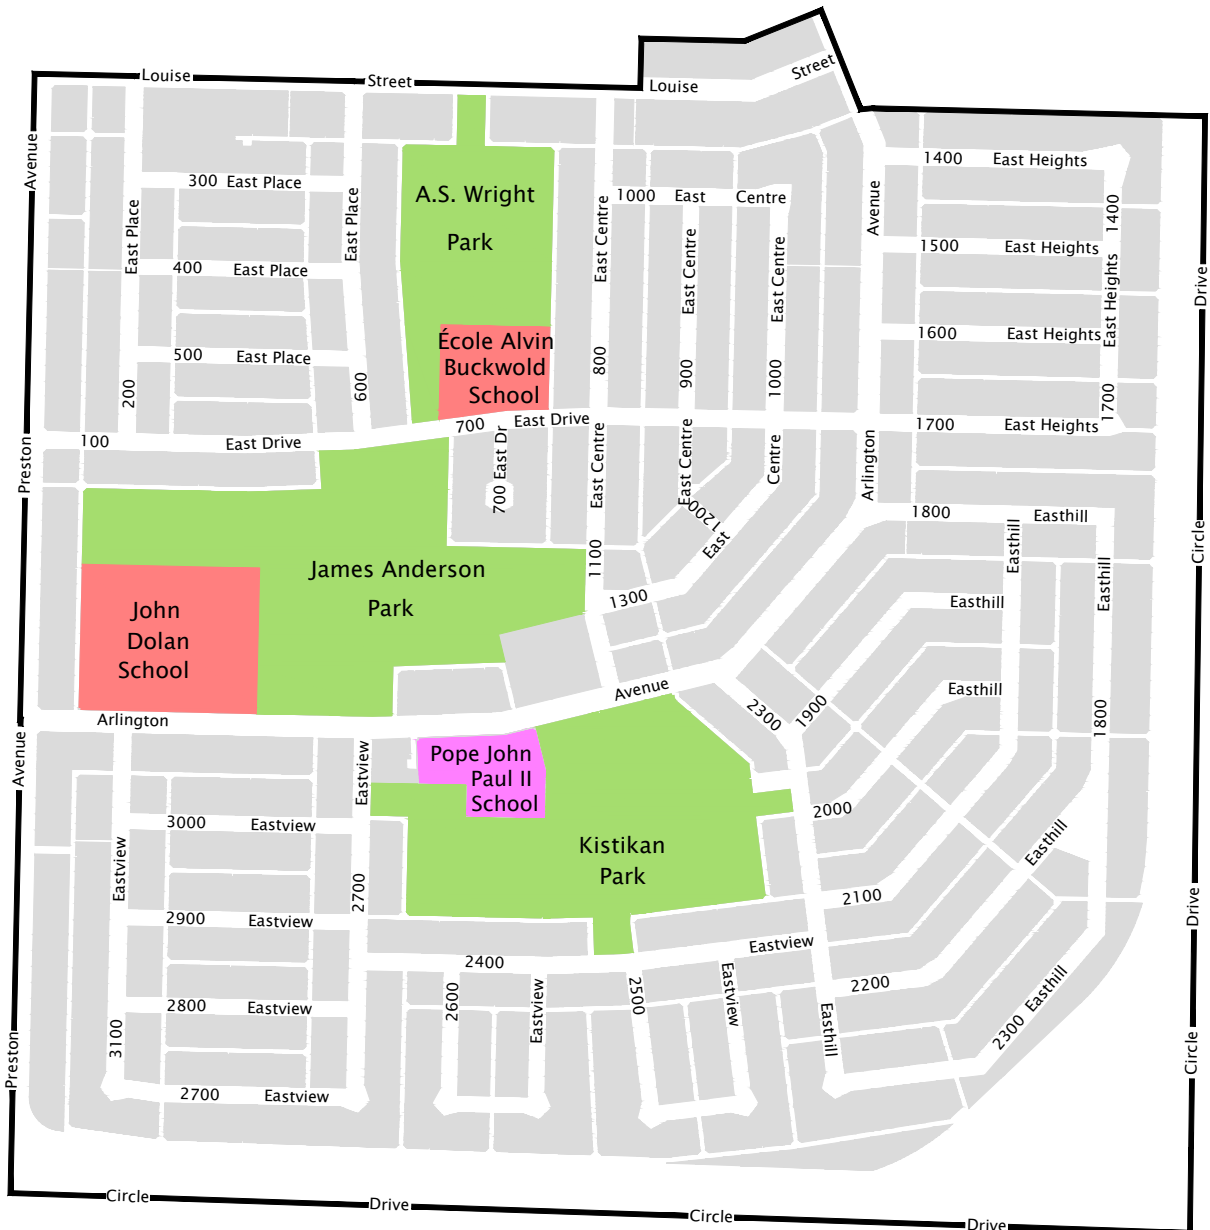 Louise
Street
Louise
Street
Avenue
300 East Place
East Place
East Place
400 East Place
500 East Place
200
600
A.S. Wright
Park
École Alvin
Buckwold
School
East Centre
1000 East Centre
East Centre
East Centre
800
900
1000
Avenue
1400 East Heights
1400
1500 East Heights
East Heights
1600 East Heights
1700
1700 East Heights
Drive
100 East Drive
700 East Drive
700 East Dr
Preston
East Centre
East Centre
Centre
1200
East
1100
1300
Arlington
1800 Easthill
Easthill
Easthill
Easthill
Easthill
1800
Circle
James Anderson
Park
John
Dolan
School
Arlington
Avenue
Avenue
2300
1900
Pope John
Paul II
School
Eastview
Kistikan
Park
2000
2100
Easthill
3000 Eastview
Eastview
2700
2900 Eastview
2400
Eastview
2200
2300 Easthill
Drive
2800 Eastview
3100
2600
Eastview
2500
Eastview
Easthill
2700 Eastview
Preston
Circle
Circle
Drive
Circle
Drive